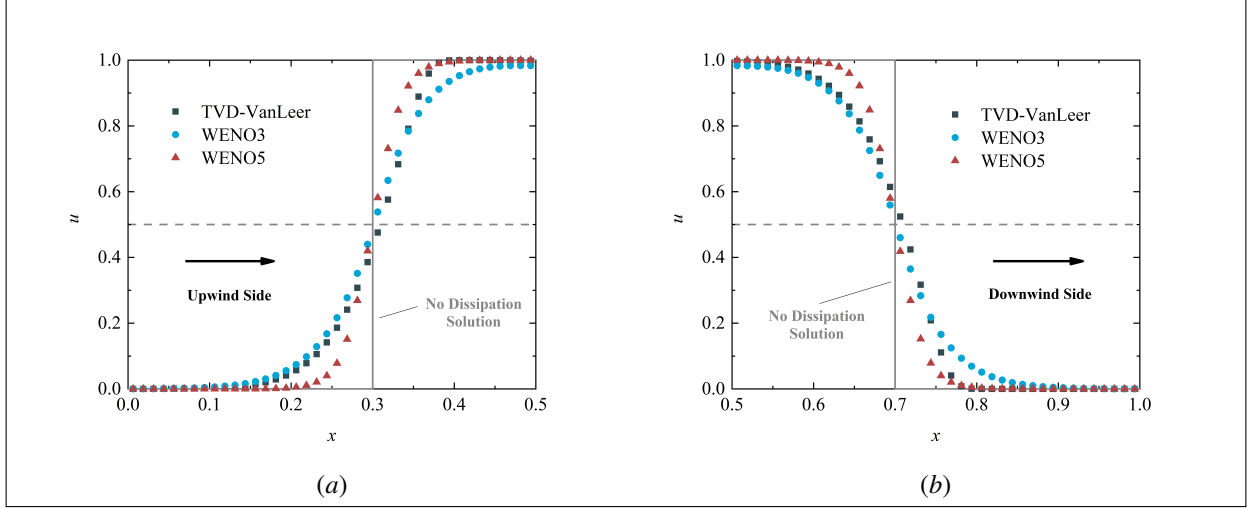 1.0
0.8
0.6
0.4
0.2
0.0
u
TVD-VanLeer
WENO3
WENO5
Upwind Side
No Dissipation
Solution
0.0 0.1 0.2 0.3 0.4 0.5
x
(a)
1.0
0.8
0.6
0.4
0.2
0.0
u
TVD-VanLeer
WENO3
WENO5
No Dissipation
Solution
Downwind Side
0.5 0.6 0.7 0.8 0.9 1.0
x
(b)